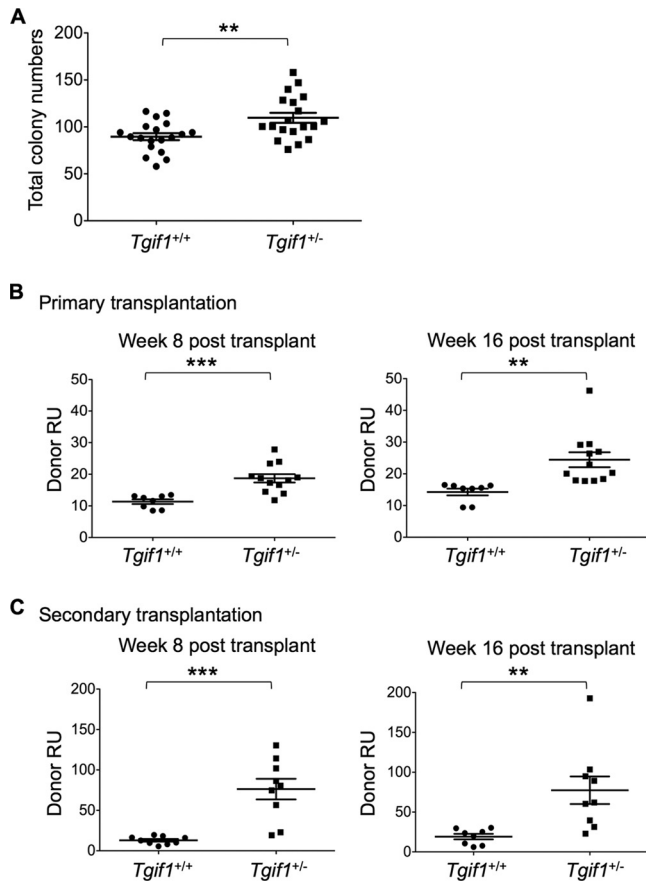 A
**
Total colony numbers
200
150
100
50
0
Tgif1+/+
Tgif1+/-
B Primary transplantation
Week 8 post transplant
***
Donor RU
50
40
30
20
10
0
Tgif1+/+
Tgif1+/-
Week 16 post transplant
**
Donor RU
50
40
30
20
10
0
Tgif1+/+
Tgif1+/-
C Secondary transplantation
Week 8 post transplant
***
Donor RU
200
150
100
50
0
Tgif1+/+
Tgif1+/-
Week 16 post transplant
**
Donor RU
200
150
100
50
0
Tgif1+/+
Tgif1+/-